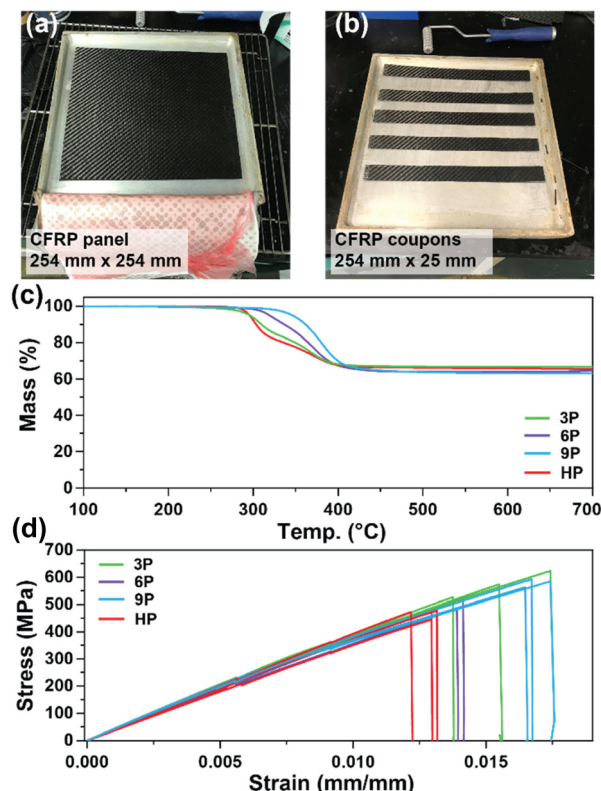 (a)
(b)
CFRP panel
254 mm x 254 mm
CFRP coupons
254 mm x 25 mm
(c)
100
80
60
40
20
0
Mass (%)
3P
6P
9P
HP
100 200 300 400 500 600 700
Temp. (°C)
(d)
700
600
500
400
300
200
100
0
Stress (MPa)
3P
6P
9P
HP
0.000 0.005 0.010 0.015
Strain (mm/mm)